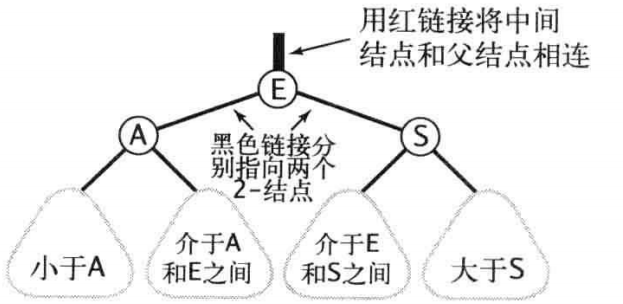 用红链接将中间
结点和父结点相连
E
A
S
黑色链接分
别指向两个
2-结点
小于A
介于A
和E之间
介于E
和S之间
大于S